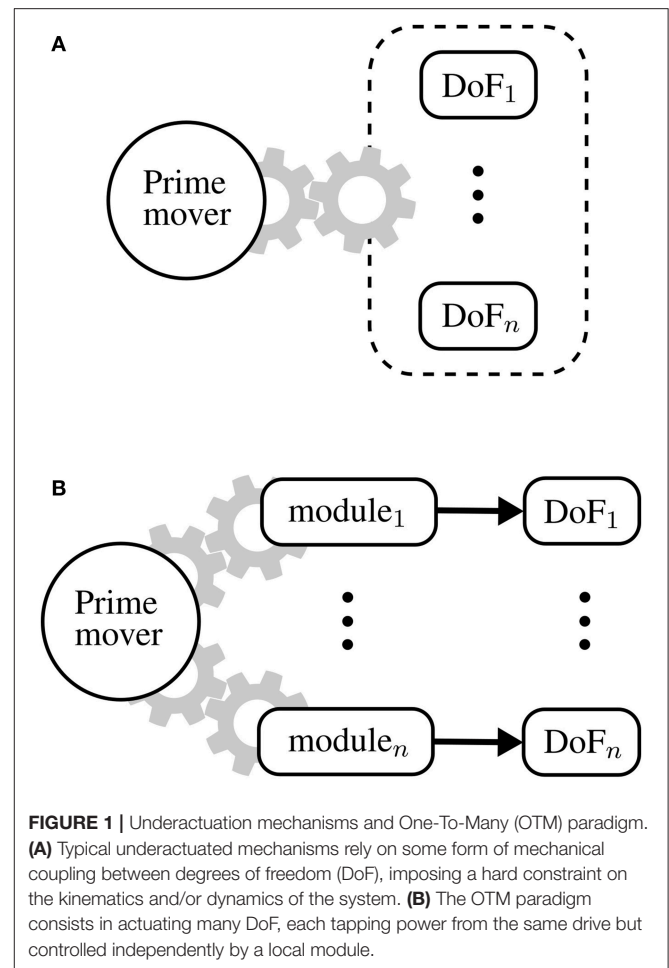 A
Prime
mover
DoF₁
DoFₙ
B
Prime
mover
module₁
DoF₁
moduleₙ
DoFₙ
FIGURE 1 | Underactuation mechanisms and One-To-Many (OTM) paradigm.
(A) Typical underactuated mechanisms rely on some form of mechanical
coupling between degrees of freedom (DoF), imposing a hard constraint on
the kinematics and/or dynamics of the system. (B) The OTM paradigm
consists in actuating many DoF, each tapping power from the same drive but
controlled independently by a local module.